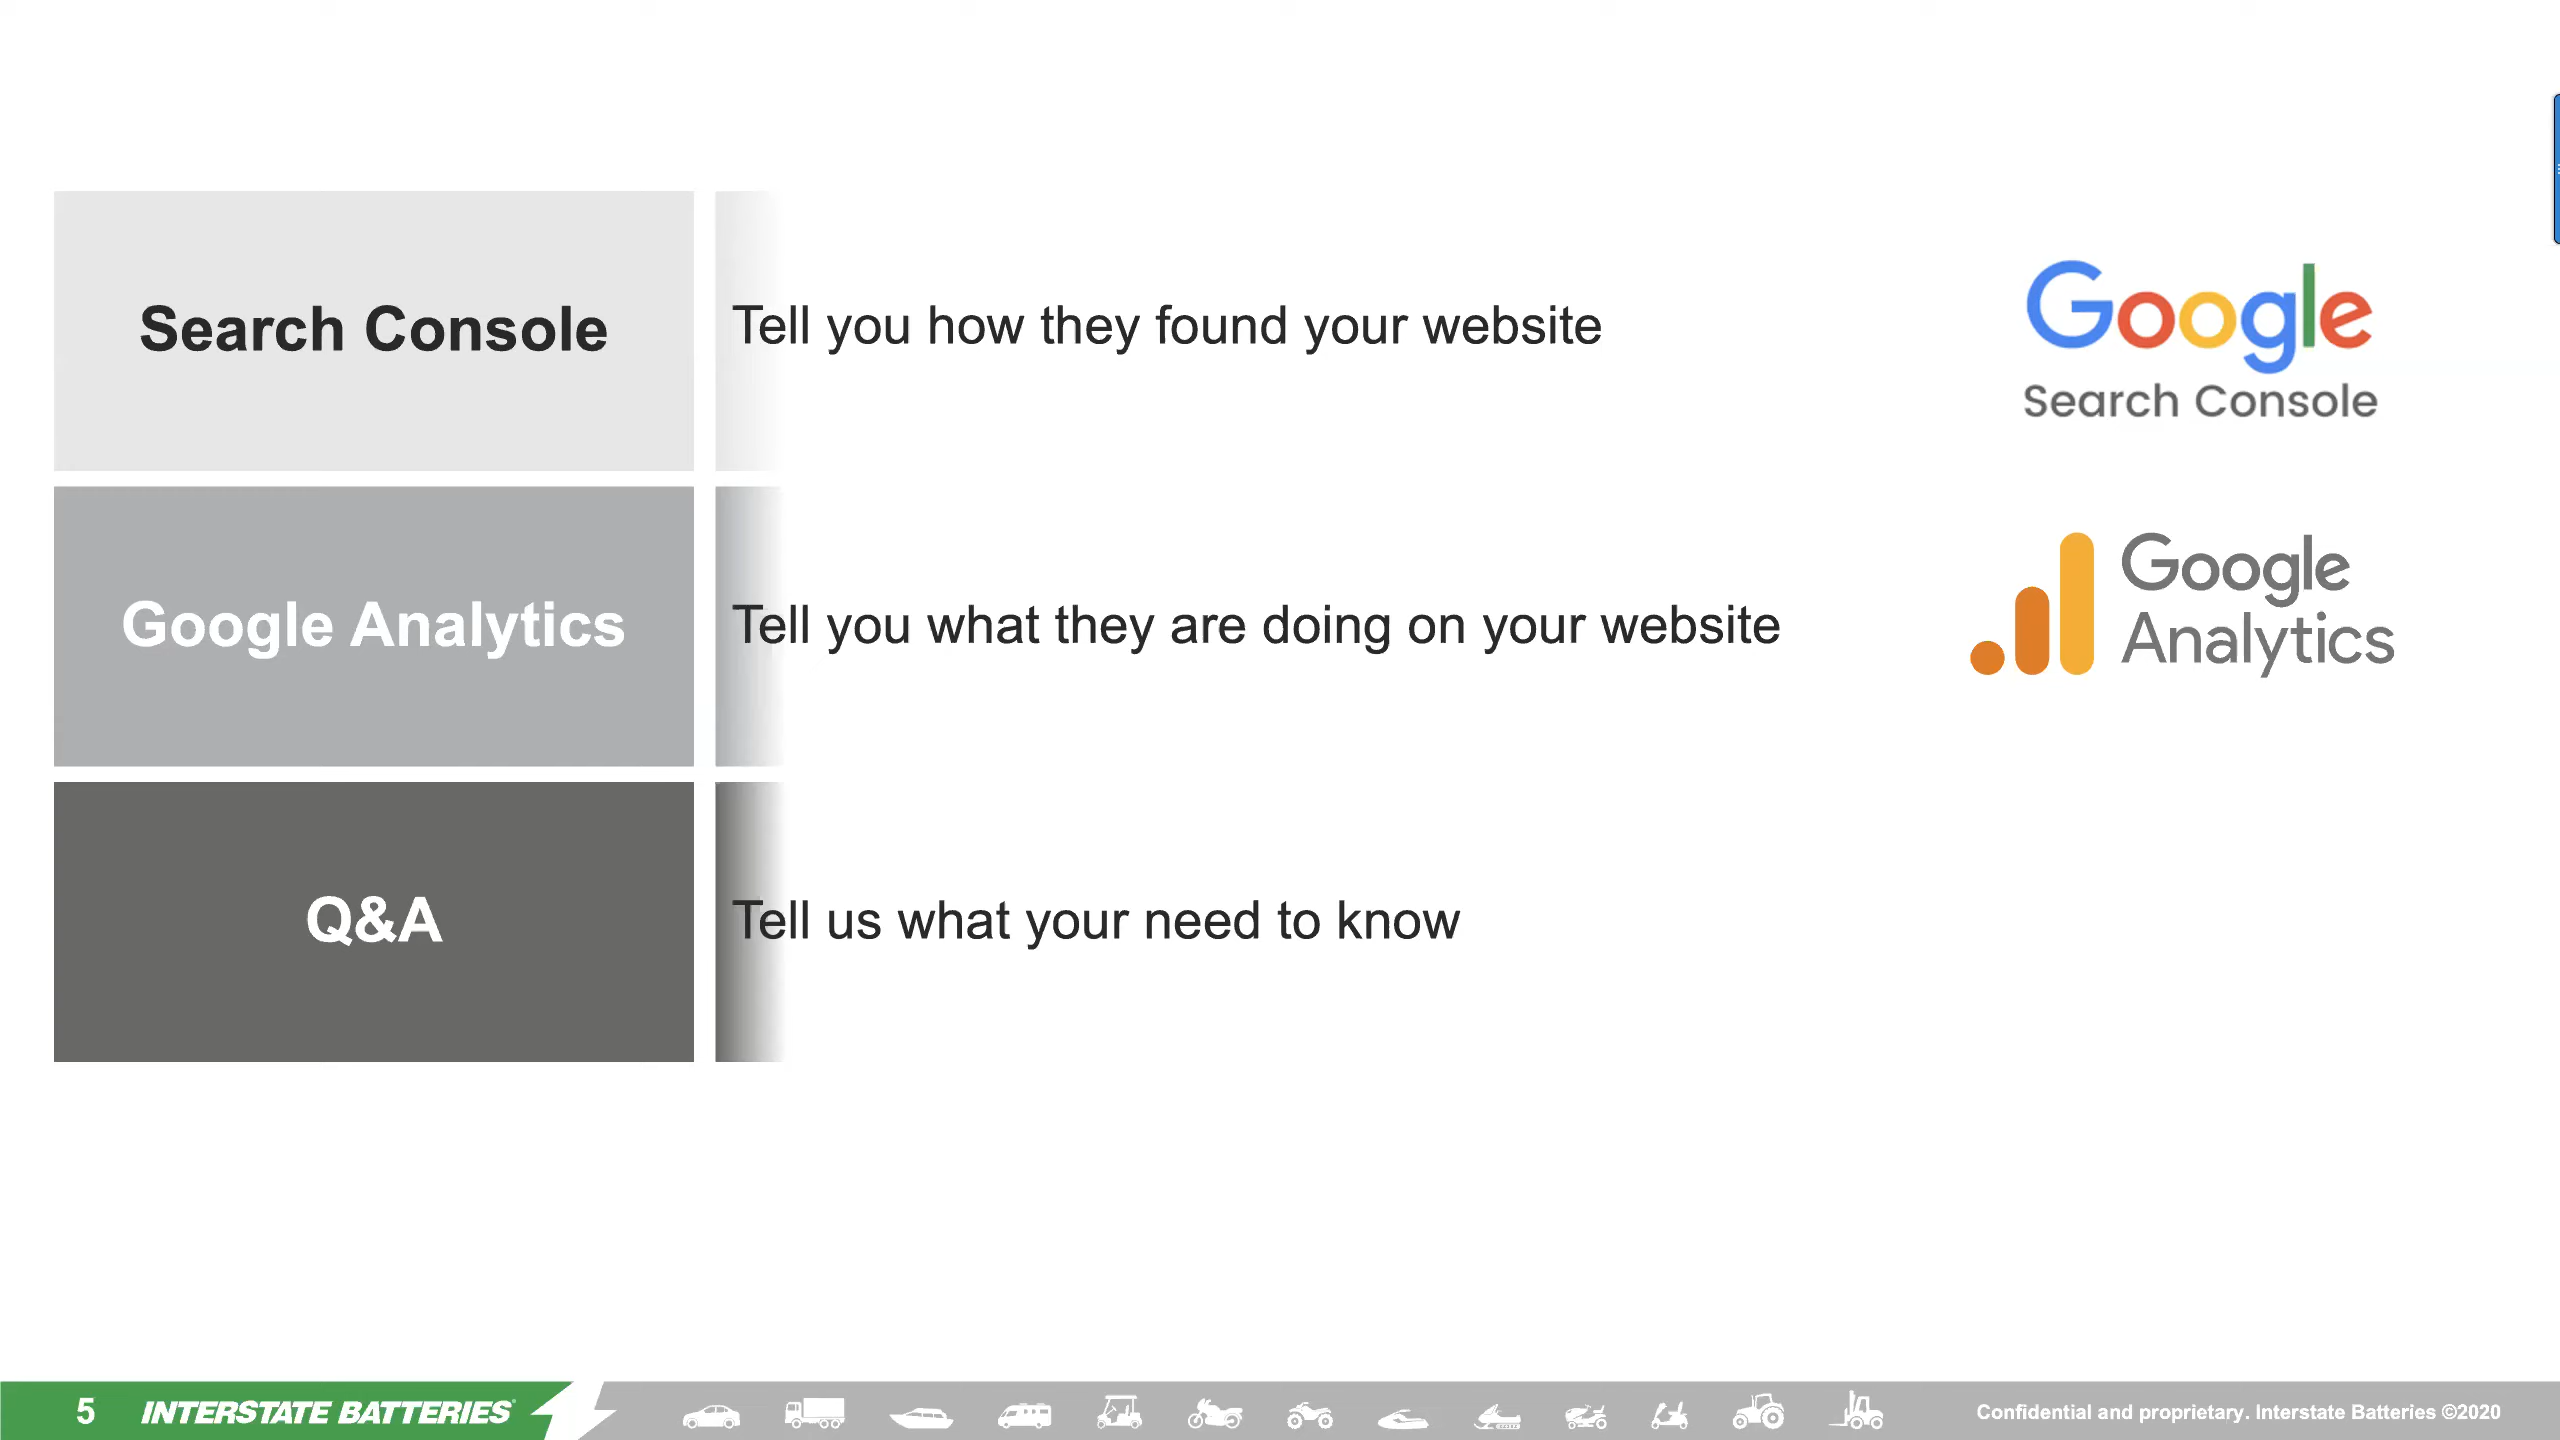 Search Console
Tell you how they found your website
Google
Search Console
Google Analytics
Tell you what they are doing on your website
Google
Analytics
Q&A
Tell us what your need to know
5
INTERSTATE BATTERIES
Confidential and proprietary. Interstate Batteries ©2020